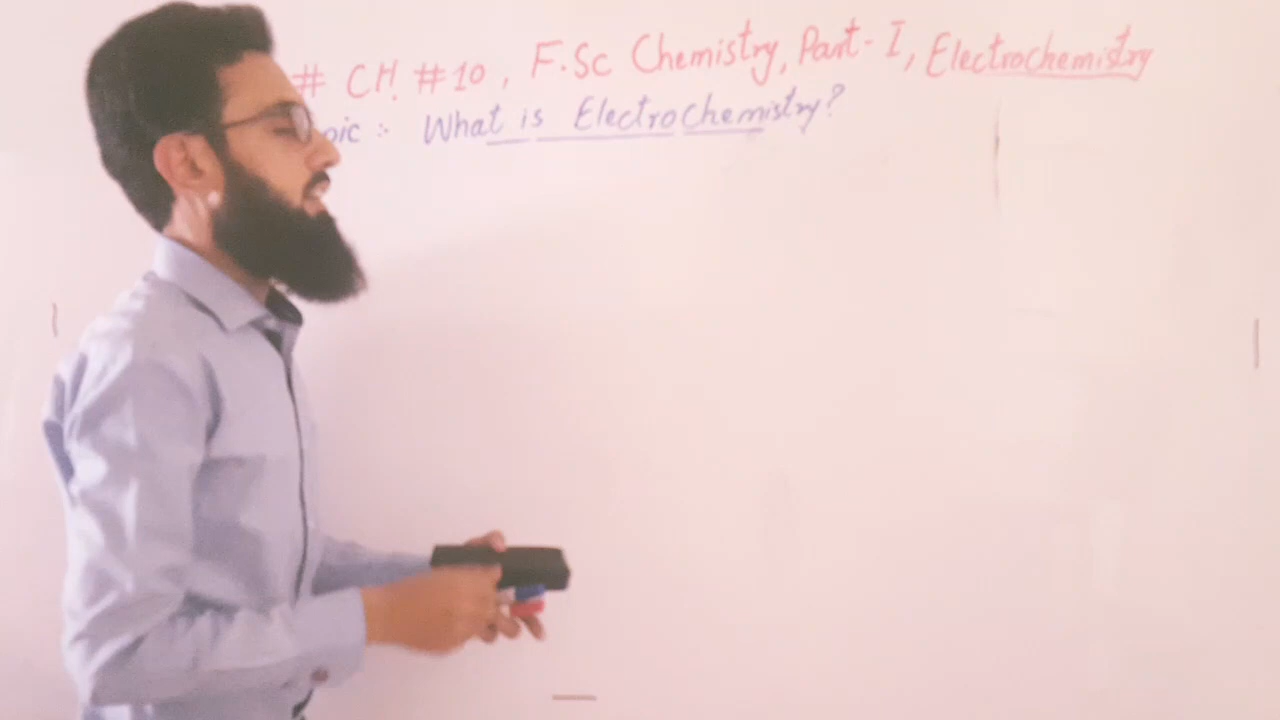 # CH # 10, F.Sc Chemistry, Part-I, Electrochemistry
pic :- What is Electrochemistry?